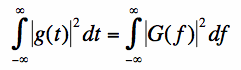 ∫_{-∞}^{∞} |g(t)|² dt = ∫_{-∞}^{∞} |G(f)|² df